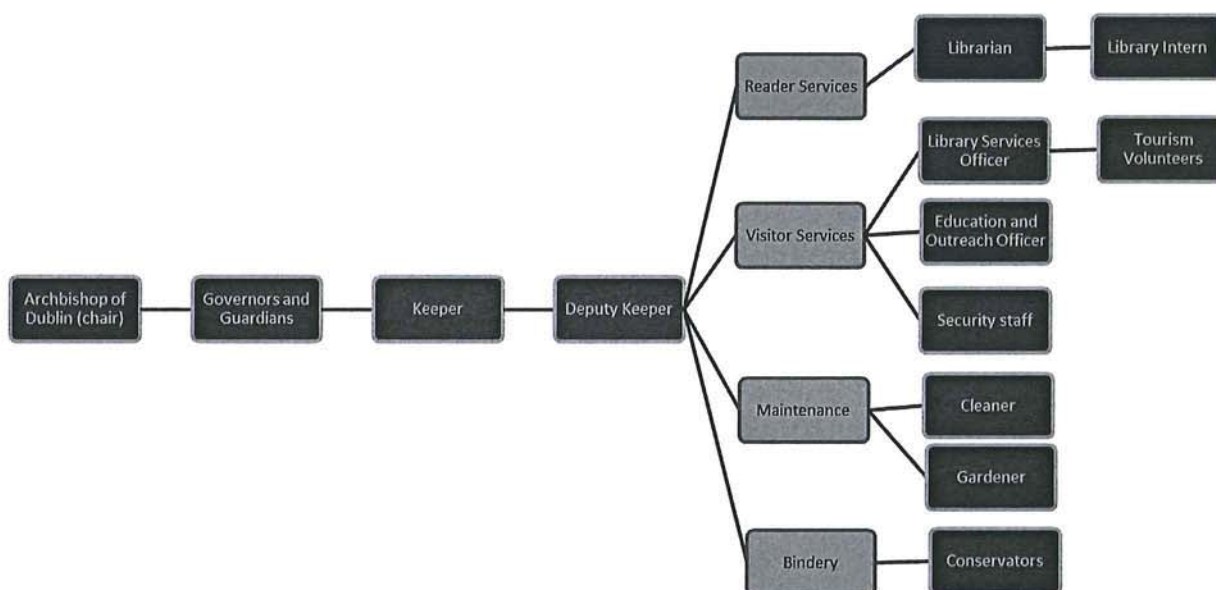 Archbishop of
Dublin (chair)
Governors and
Guardians
Keeper
Deputy Keeper
Reader Services
Librarian
Library Intern
Visitor Services
Library Services
Officer
Tourism
Volunteers
Education and
Outreach Officer
Security staff
Maintenance
Cleaner
Gardener
Bindery
Conservators